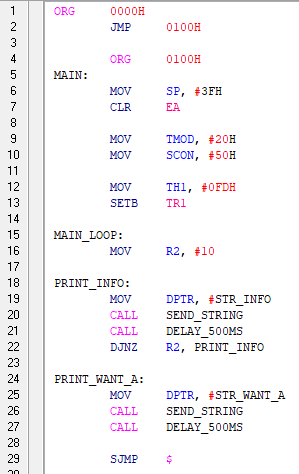 1 ORG 0000H
2 JMP 0100H
3
4 ORG 0100H
5 MAIN:
6 MOV SP, #3FH
7 CLR EA
8
9 MOV TMOD, #20H
10 MOV SCON, #50H
11
12 MOV TH1, #0FDH
13 SETB TR1
14
15 MAIN_LOOP:
16 MOV R2, #10
17
18 PRINT_INFO:
19 MOV DPTR, #STR_INFO
20 CALL SEND_STRING
21 CALL DELAY_500MS
22 DJNZ R2, PRINT_INFO
23
24 PRINT_WANT_A:
25 MOV DPTR, #STR_WANT_A
26 CALL SEND_STRING
27 CALL DELAY_500MS
28
29 SJMP $